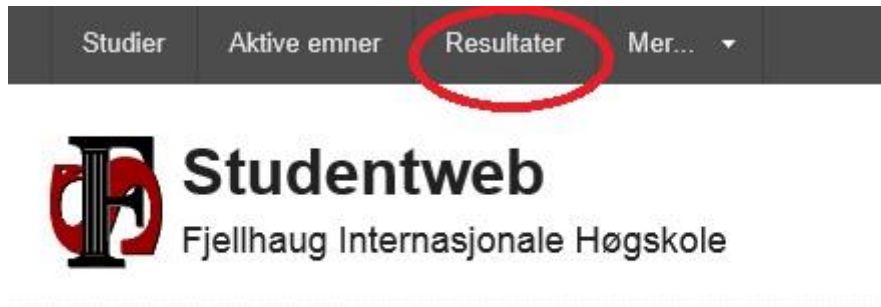 Studier Aktive emner Resultater Mer...
Studentweb
Fjellhaug Internasjonale Høgskole